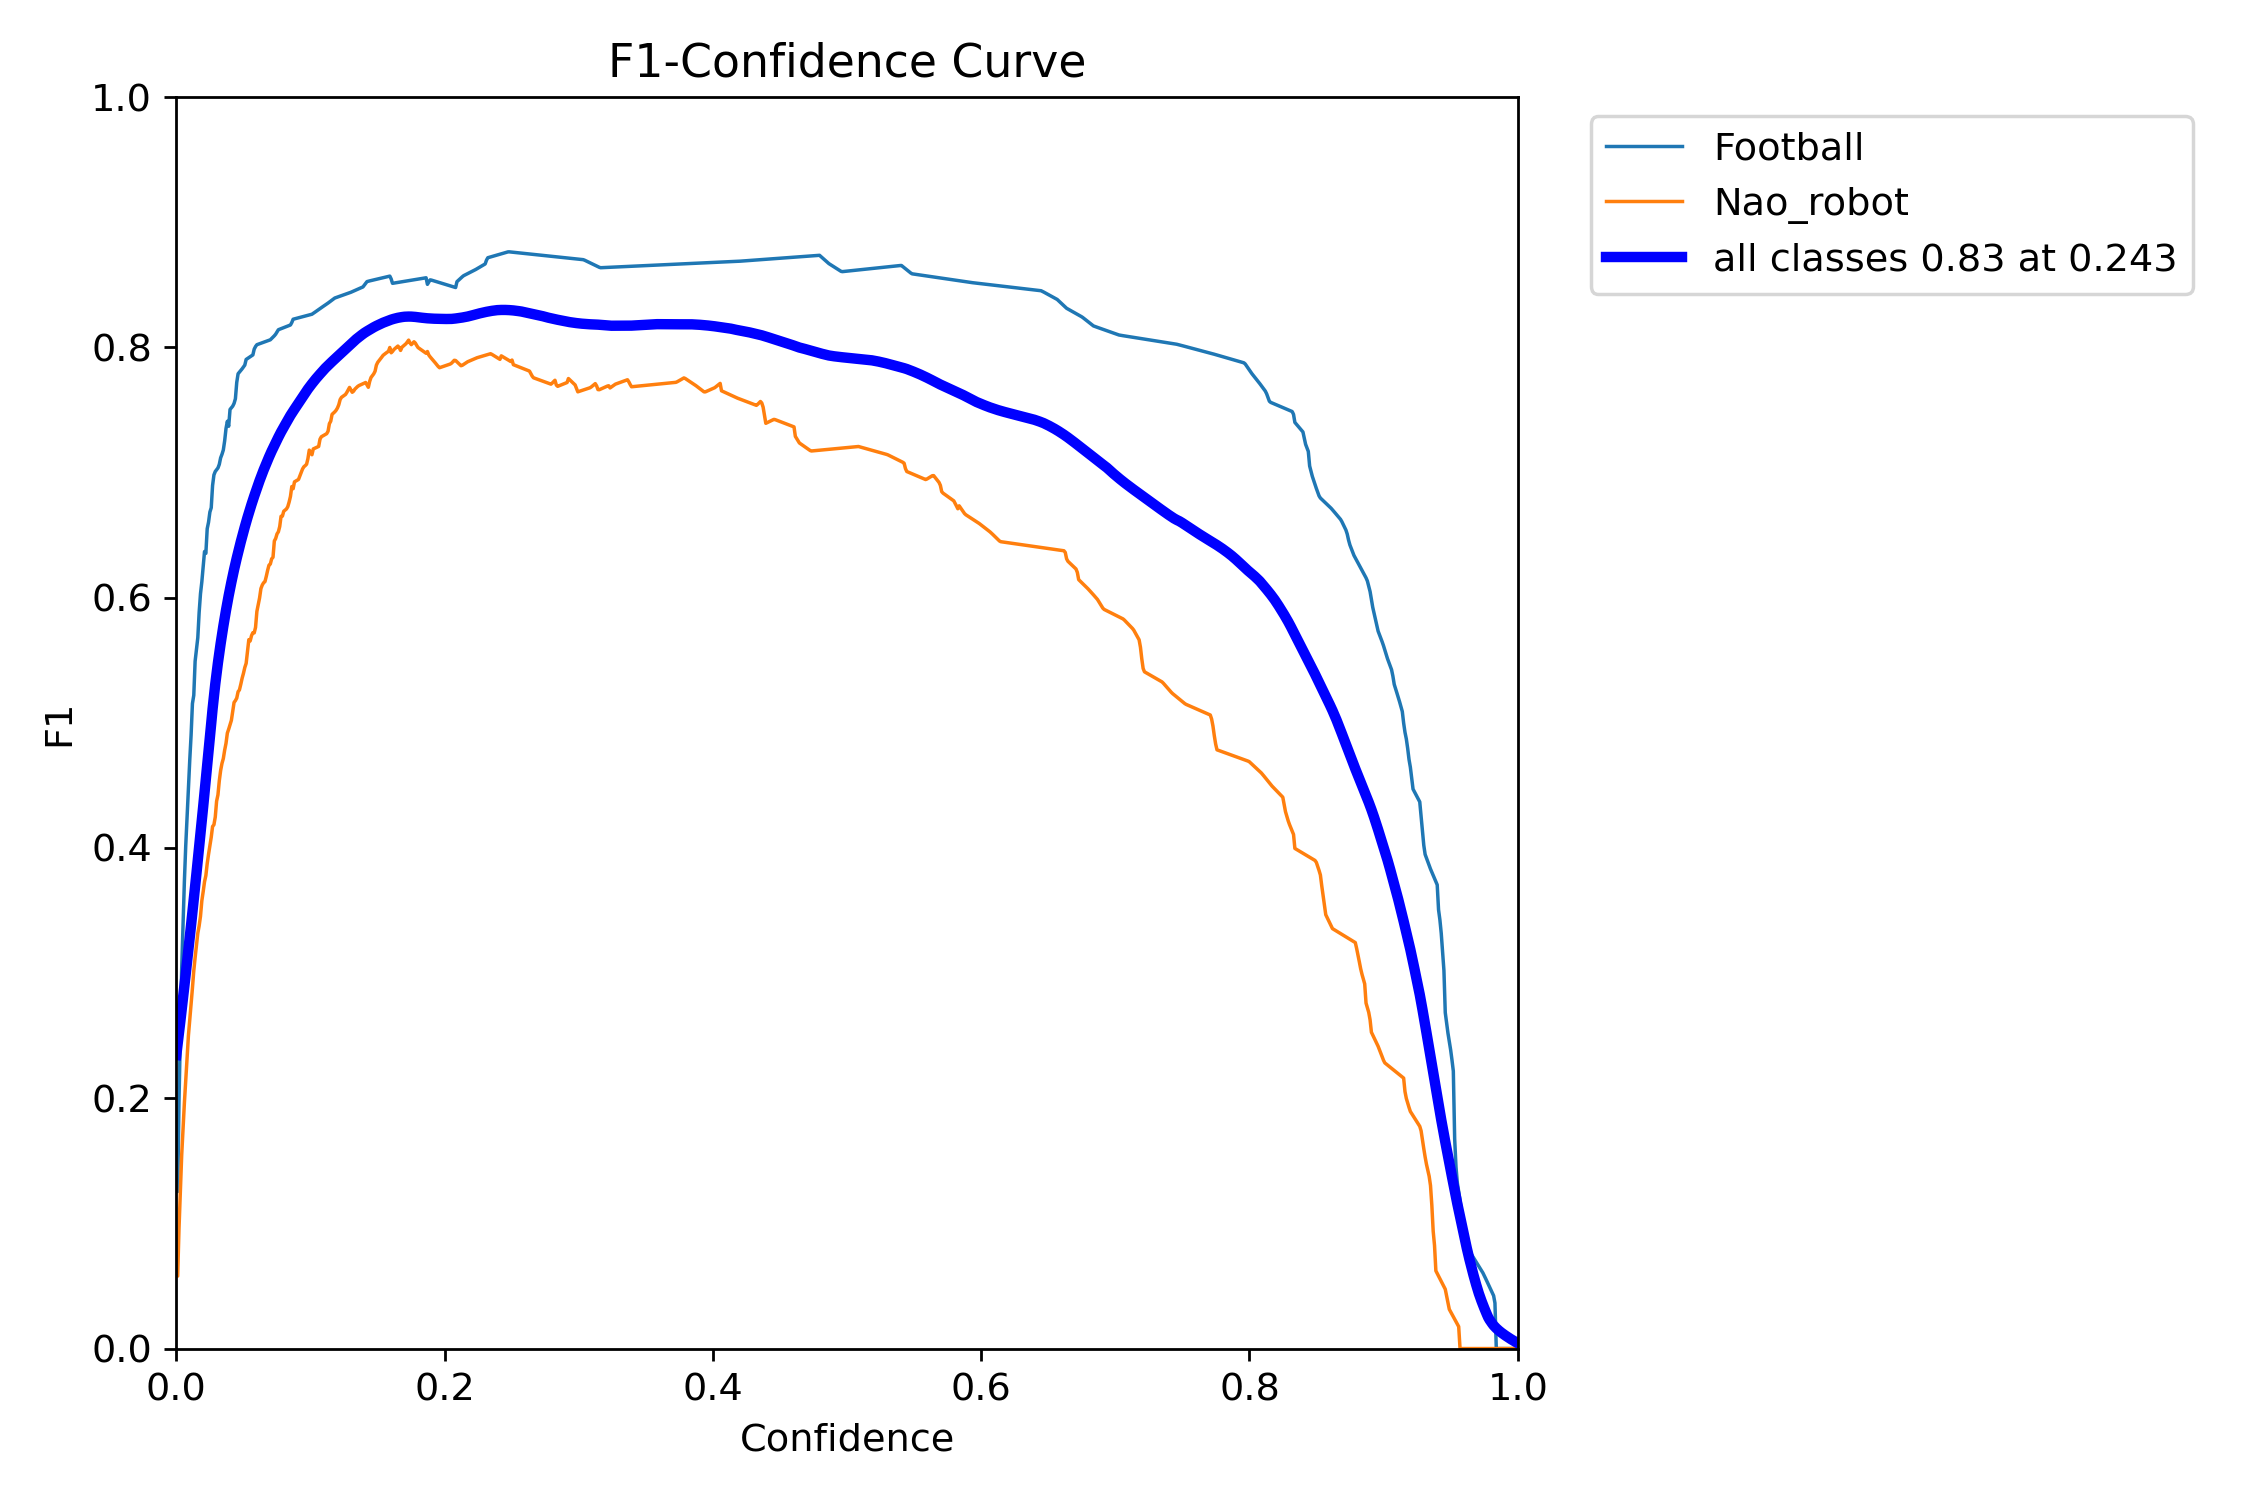 F1-Confidence Curve
1.0
0.8
0.6
0.4
0.2
0.0
F1
0.0 0.2 0.4 0.6 0.8 1.0
Confidence
Football
Nao_robot
all classes 0.83 at 0.243